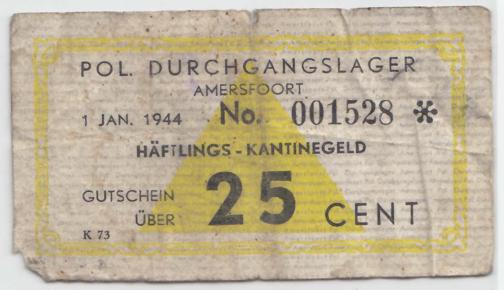 POL. DURCHGANGSLAGER
AMERSFOORT
1 JAN. 1944 No. 001528 *
HÄFTLINGS - KANTINEGELD
GUTSCHEIN ÜBER 25 CENT
K 73